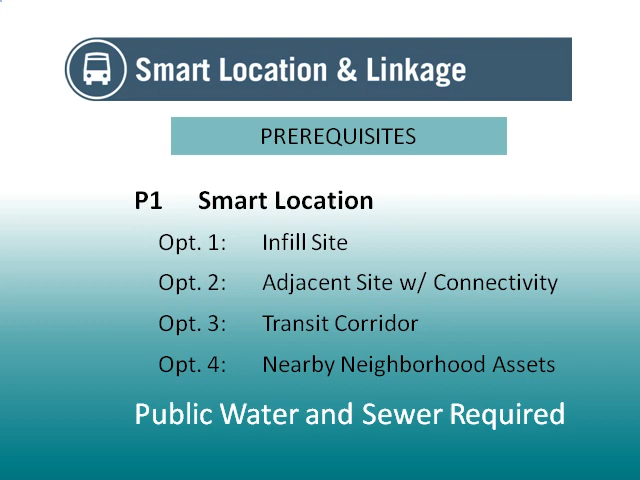 Smart Location & Linkage
PREREQUISITES
P1 Smart Location
Opt. 1: Infill Site
Opt. 2: Adjacent Site w/ Connectivity
Opt. 3: Transit Corridor
Opt. 4: Nearby Neighborhood Assets
Public Water and Sewer Required